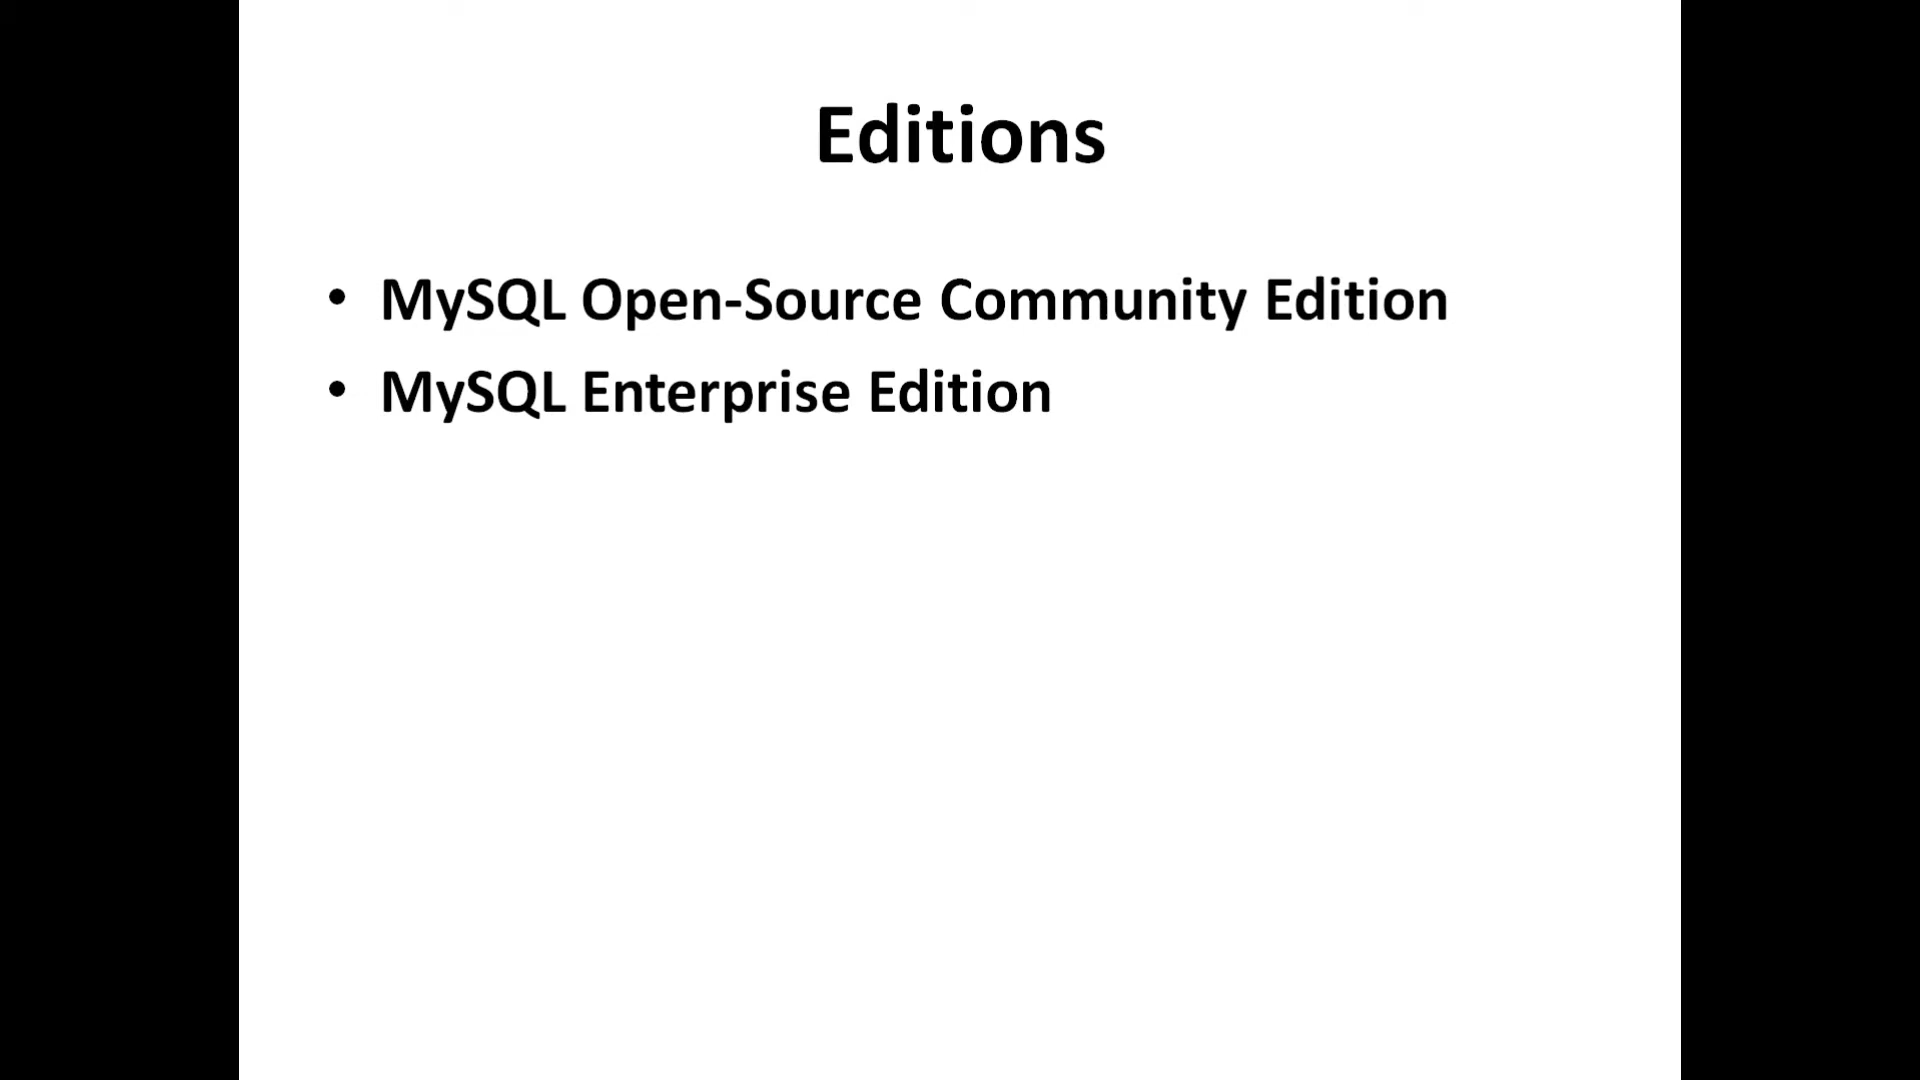 Editions
• MySQL Open-Source Community Edition
• MySQL Enterprise Edition